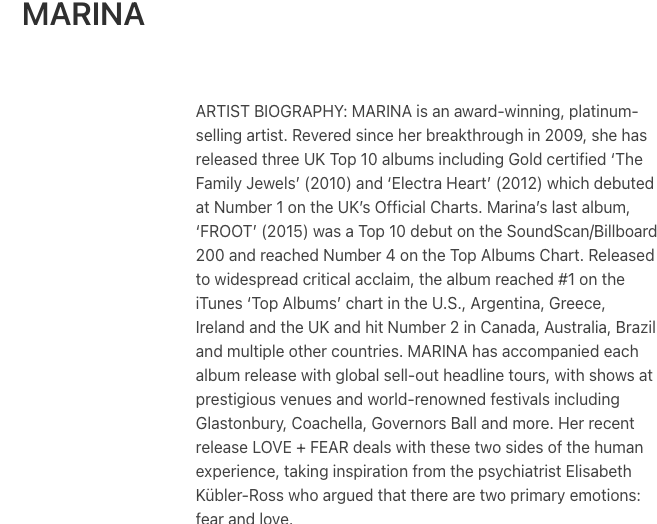 MARINA
ARTIST BIOGRAPHY: MARINA is an award-winning, platinum-
selling artist. Revered since her breakthrough in 2009, she has
released three UK Top 10 albums including Gold certified ‘The
Family Jewels’ (2010) and ‘Electra Heart’ (2012) which debuted
at Number 1 on the UK’s Official Charts. Marina’s last album,
‘FROOT’ (2015) was a Top 10 debut on the SoundScan/Billboard
200 and reached Number 4 on the Top Albums Chart. Released
to widespread critical acclaim, the album reached #1 on the
iTunes ‘Top Albums’ chart in the U.S., Argentina, Greece,
Ireland and the UK and hit Number 2 in Canada, Australia, Brazil
and multiple other countries. MARINA has accompanied each
album release with global sell-out headline tours, with shows at
prestigious venues and world-renowned festivals including
Glastonbury, Coachella, Governors Ball and more. Her recent
release LOVE + FEAR deals with these two sides of the human
experience, taking inspiration from the psychiatrist Elisabeth
Kübler-Ross who argued that there are two primary emotions:
fear and love.